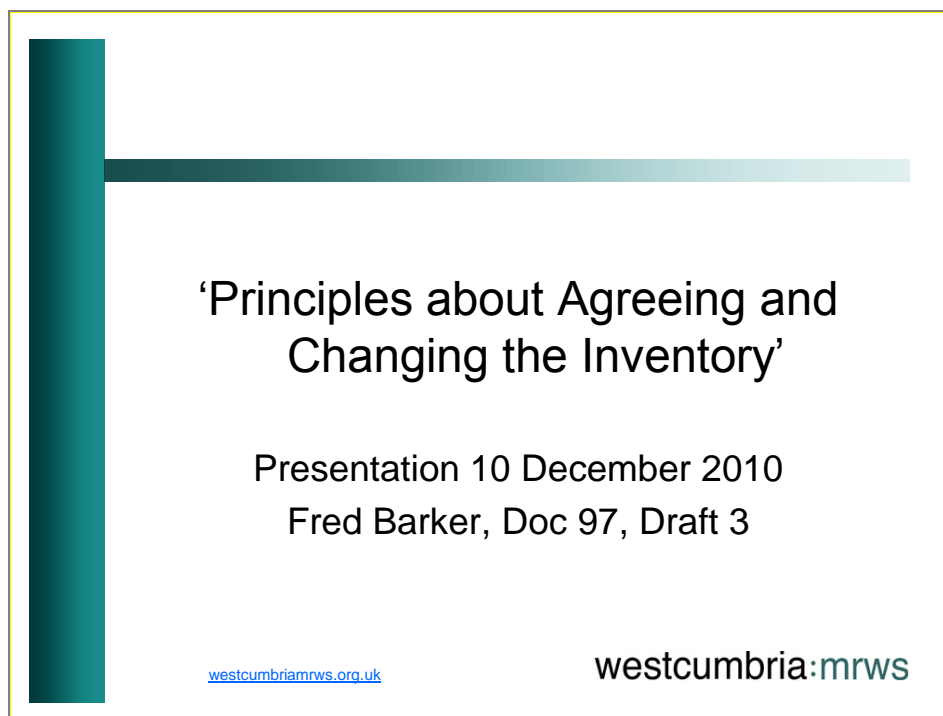 ‘Principles about Agreeing and
Changing the Inventory’
Presentation 10 December 2010
Fred Barker, Doc 97, Draft 3
westcumbriamrws.org.uk
westcumbria:mrws